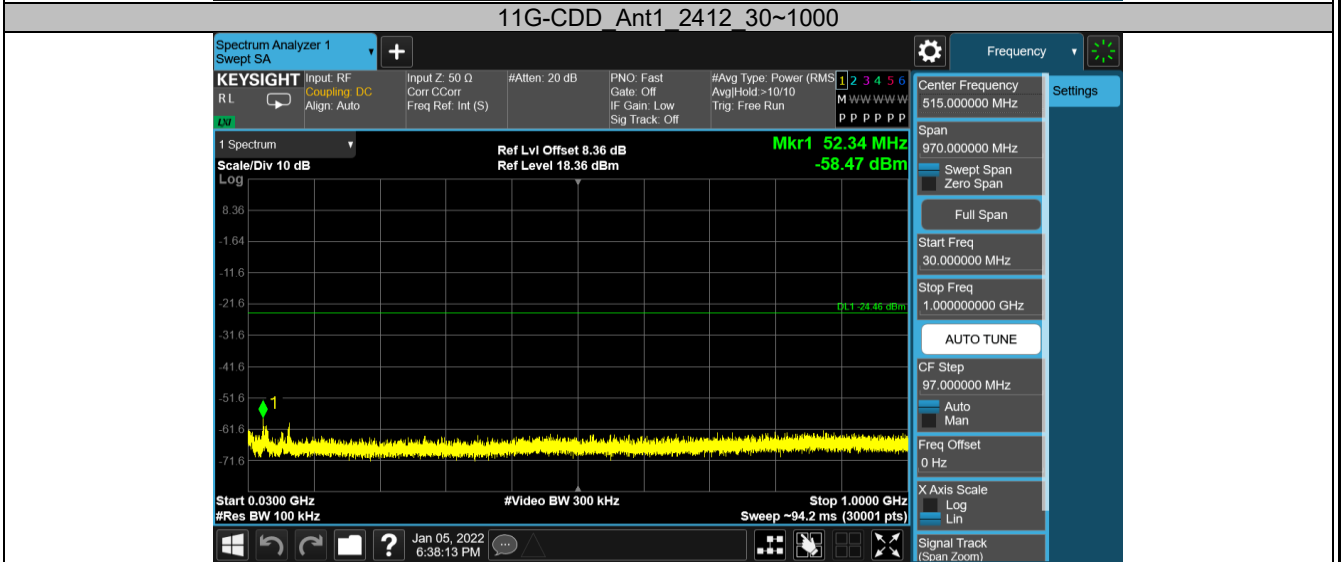 11G-CDD_Ant1_2412_30~1000
Spectrum Analyzer 1
Swept SA
+
Frequency
KEYSIGHT
R L
LXI
Input: RF
Coupling: DC
Align: Auto
Input Z: 50 Ω
Corr CCorr
Freq Ref: Int (S)
#Atten: 20 dB
PNO: Fast
Gate: Off
IF Gain: Low
Sig Track: Off
#Avg Type: Power (RMS
Avg|Hold:>10/10
Trig: Free Run
1 2 3 4 5 6
M W W W W W
P P P P P P
1 Spectrum
Scale/Div 10 dB
Log
Ref Lvl Offset 8.36 dB
Ref Level 18.36 dBm
Mkr1 52.34 MHz
-58.47 dBm
8.36
-1.64
-11.6
-21.6
DL1 -24.46 dBm
-31.6
-41.6
-51.6
1
-61.6
-71.6
Start 0.0300 GHz
#Video BW 300 kHz
Stop 1.0000 GHz
#Res BW 100 kHz
Sweep ~94.2 ms (30001 pts)
Center Frequency
515.000000 MHz
Settings
Span
970.000000 MHz
Swept Span
Zero Span
Full Span
Start Freq
30.000000 MHz
Stop Freq
1.000000000 GHz
AUTO TUNE
CF Step
97.000000 MHz
Auto
Man
Freq Offset
0 Hz
X Axis Scale
Log
Lin
Signal Track
(Span Zoom)
?
Jan 05, 2022
6:38:13 PM